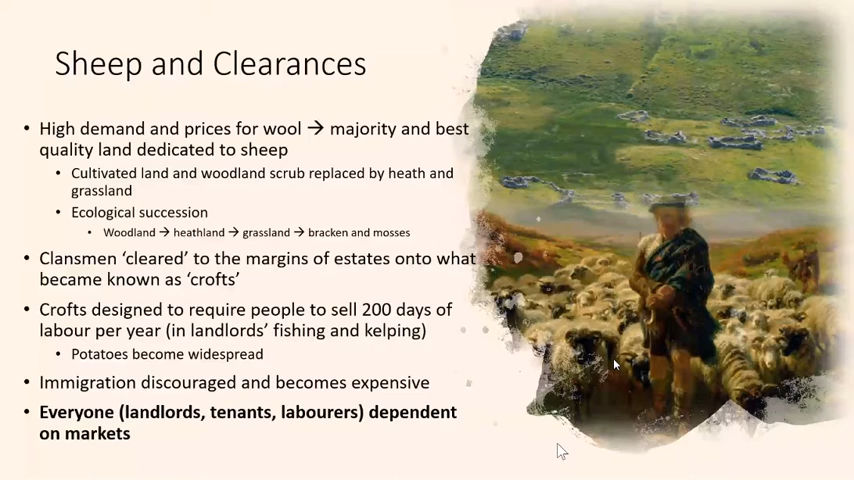 Sheep and Clearances
• High demand and prices for wool → majority and best
quality land dedicated to sheep
• Cultivated land and woodland scrub replaced by heath and
grassland
• Ecological succession
• Woodland → heathland → grassland → bracken and mosses
• Clansmen ‘cleared’ to the margins of estates onto what
became known as ‘crofts’
• Crofts designed to require people to sell 200 days of
labour per year (in landlords’ fishing and kelping)
• Potatoes become widespread
• Immigration discouraged and becomes expensive
• Everyone (landlords, tenants, labourers) dependent
on markets